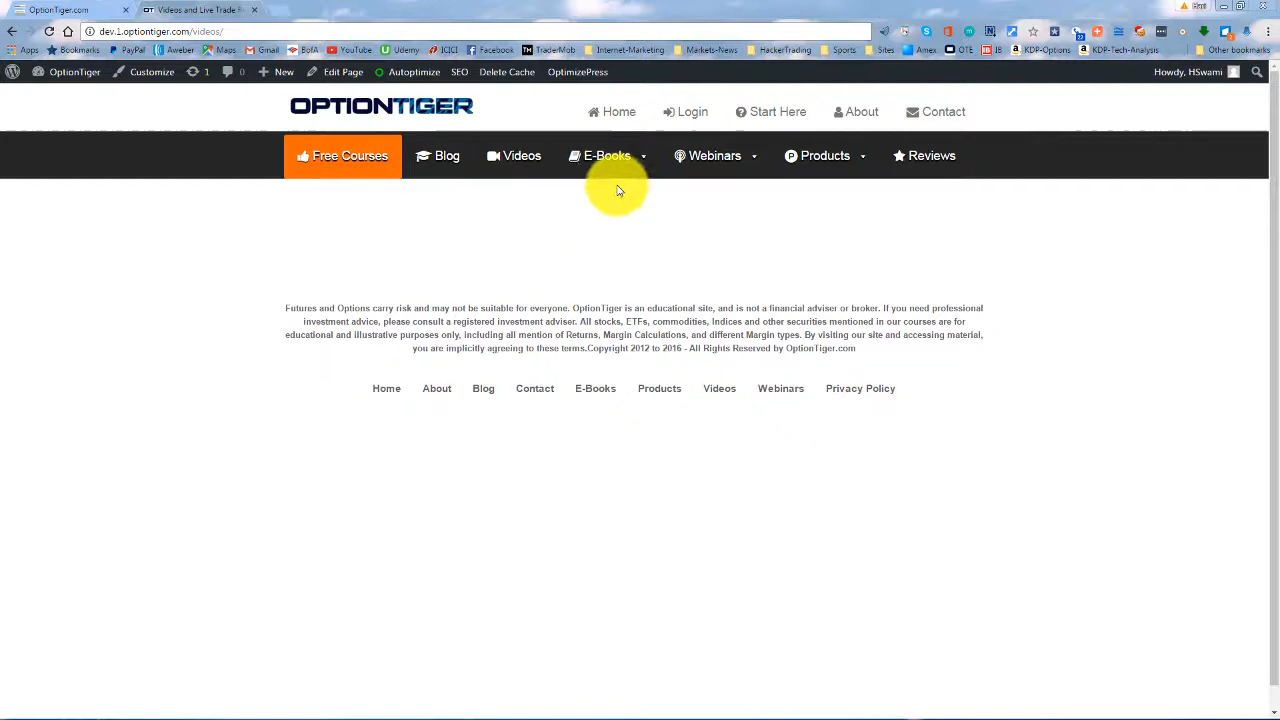 OptionTiger.com
Videos and Live Trade R
Hari
dev.1.optiontiger.com/videos/
Apps Bookmarks PayPal Aweber Maps Gmail BofA YouTube Udemy ICICI Facebook TraderMob Internet-Marketing Markets-News HackerTrading Sports Sites Amex OTE IB KDP-Options KDP-Tech-Analysis Other bookmarks
OptionTiger Customize 1 0 New Edit Page Autoptimize SEO Delete Cache OptimizePress Howdy, HSwami
OPTIONTIGER
Home Login Start Here About Contact
Free Courses Blog Videos E-Books Webinars Products Reviews
Futures and Options carry risk and may not be suitable for everyone. OptionTiger is an educational site, and is not a financial adviser or broker. If you need professional
investment advice, please consult a registered investment adviser. All stocks, ETFs, commodities, Indices and other securities mentioned in our courses are for
educational and illustrative purposes only, including all mention of Returns, Margin Calculations, and different Margin types. By visiting our site and accessing material,
you are implicitly agreeing to these terms.Copyright 2012 to 2016 - All Rights Reserved by OptionTiger.com
Home About Blog Contact E-Books Products Videos Webinars Privacy Policy